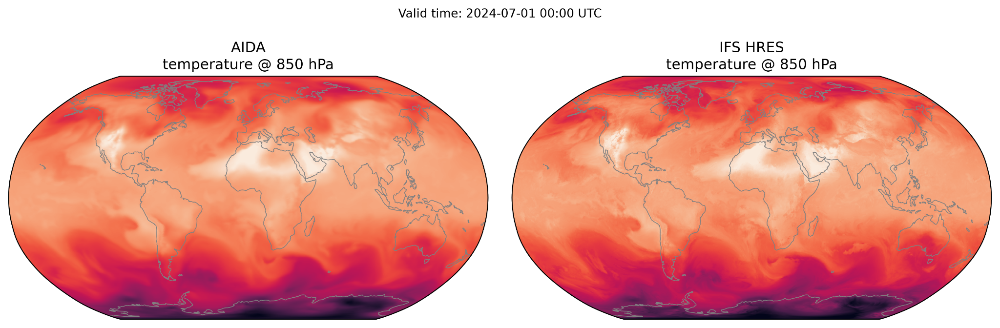 Valid time: 2024-07-01 00:00 UTC
AIDA
temperature @ 850 hPa
IFS HRES
temperature @ 850 hPa